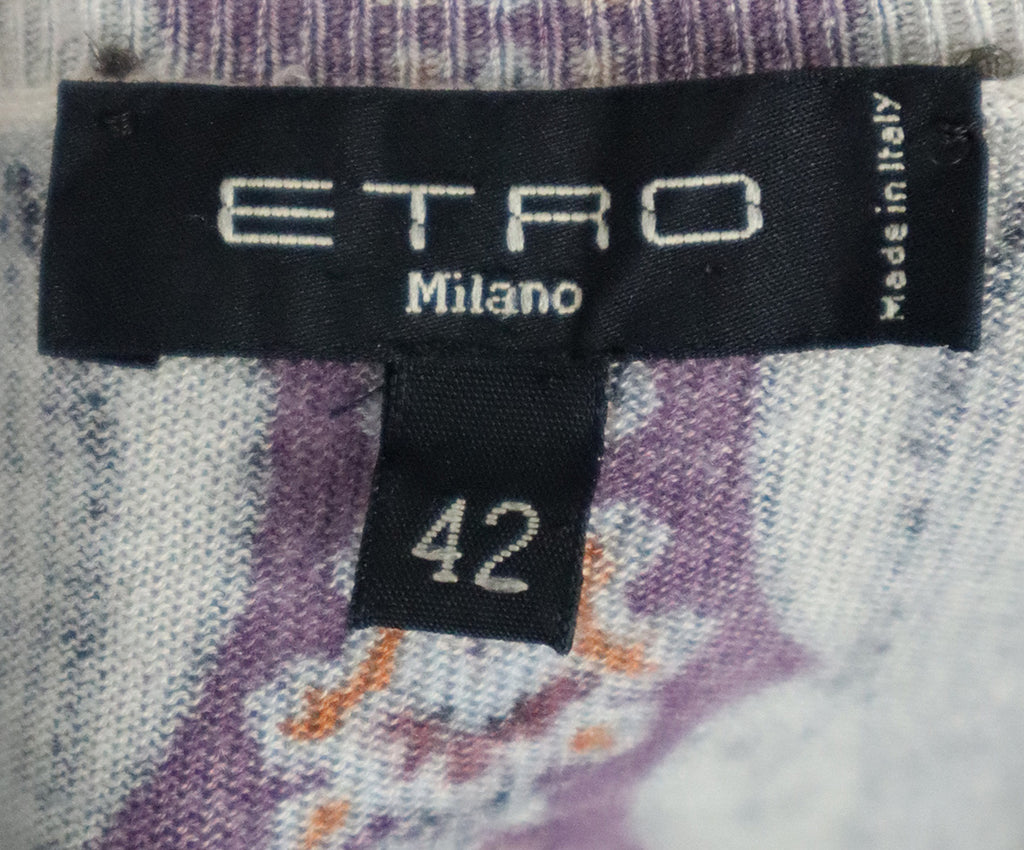 ETRO
Milano
Made in Italy
42